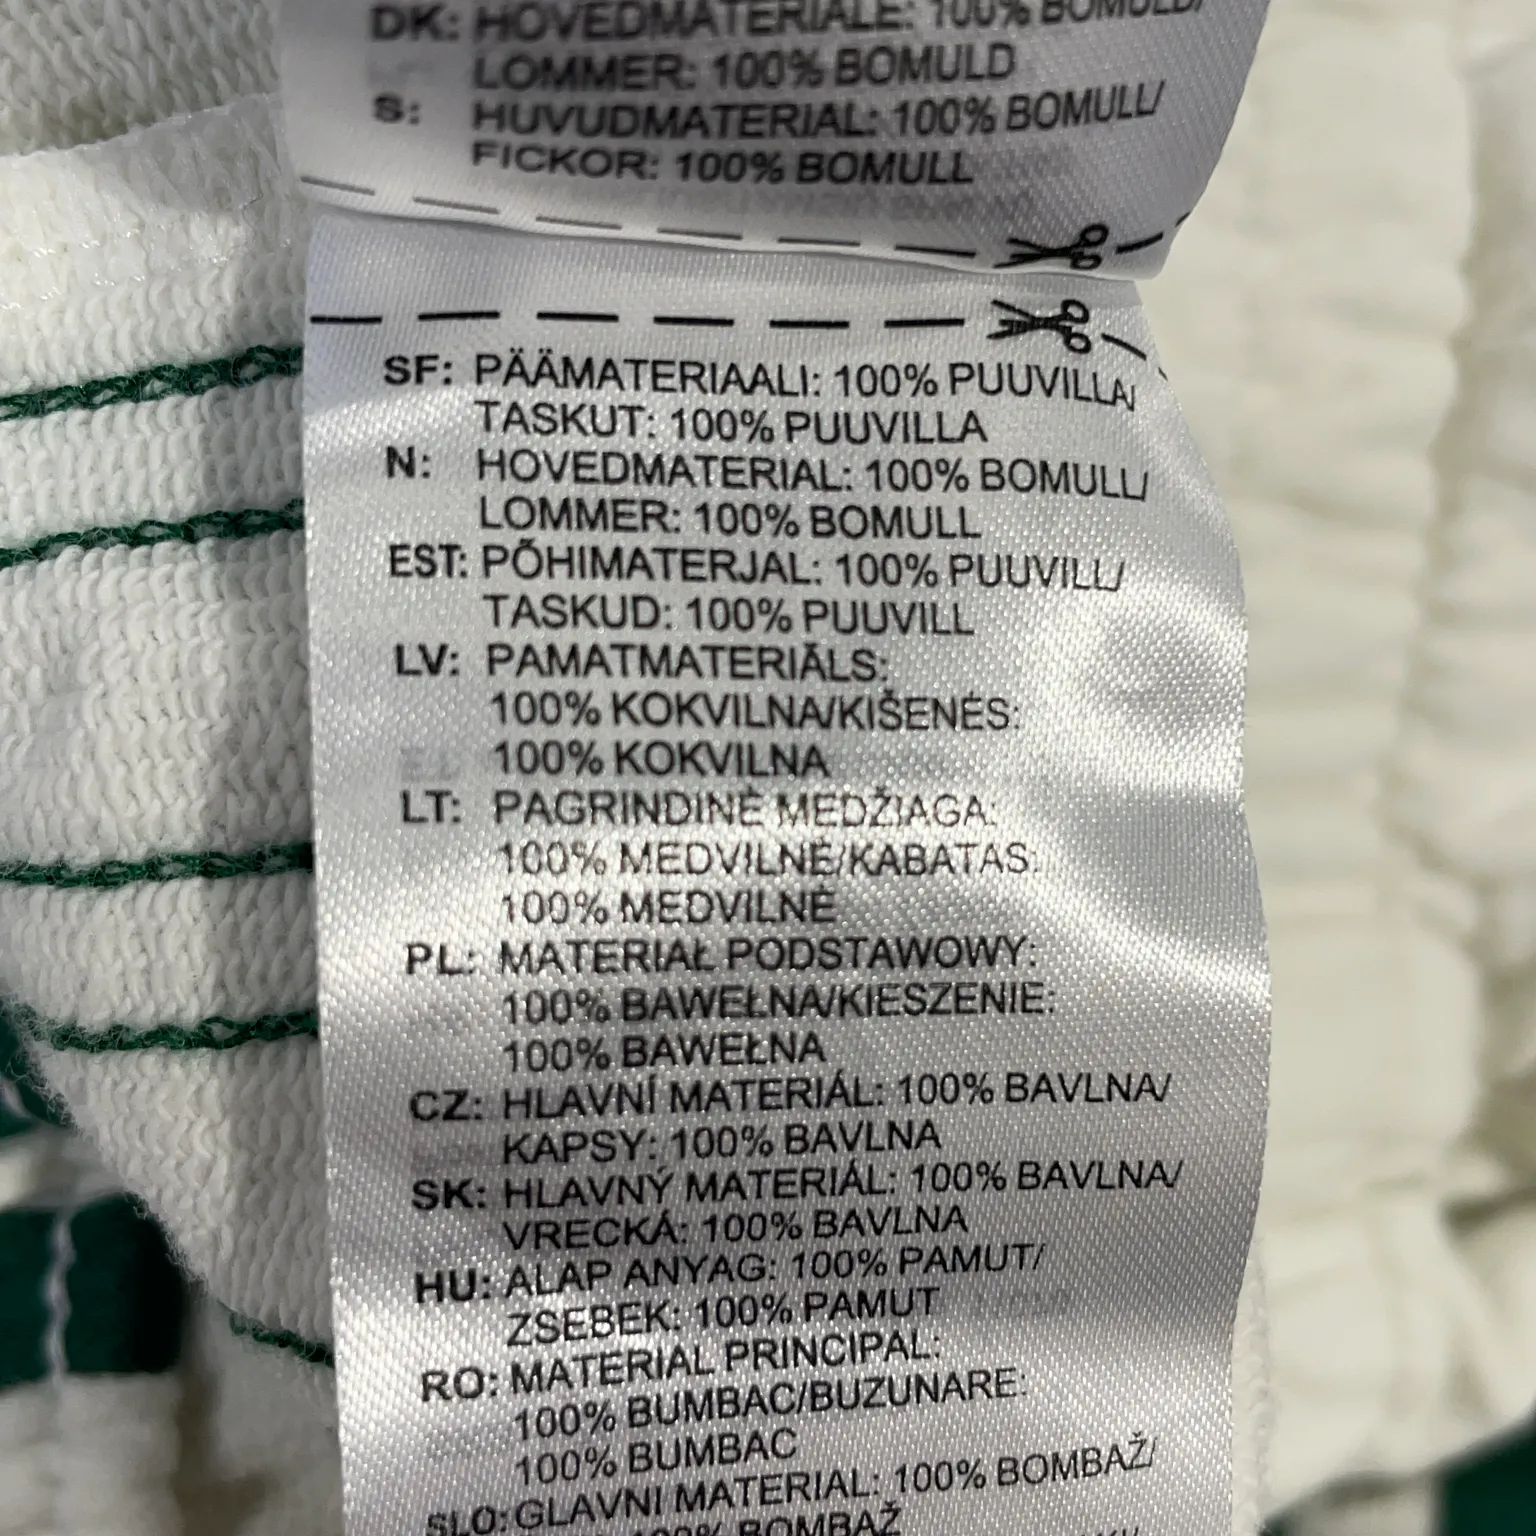 DK: HOVEDMATERIALE: 100% BOMULD/
LOMMER: 100% BOMULD
S: HUVUDMATERIAL: 100% BOMULL/
FICKOR: 100% BOMULL
SF: PÄÄMATERIAALI: 100% PUUVILLA/
TASKUT: 100% PUUVILLA
N: HOVEDMATERIAL: 100% BOMULL/
LOMMER: 100% BOMULL
EST: PÕHIMATERJAL: 100% PUUVILL/
TASKUD: 100% PUUVILL
LV: PAMATMATERIĀLS:
100% KOKVILNA/KIŠENĒS:
100% KOKVILNA
LT: PAGRINDINĖ MEDŽIAGA:
100% MEDVILNĖ/KABATAS:
100% MEDVILNĖ
PL: MATERIAŁ PODSTAWOWY:
100% BAWEŁNA/KIESZENIE:
100% BAWEŁNA
CZ: HLAVNÍ MATERIÁL: 100% BAVLNA/
KAPSY: 100% BAVLNA
SK: HLAVNÝ MATERIÁL: 100% BAVLNA/
VRECKÁ: 100% BAVLNA
HU: ALAP ANYAG: 100% PAMUT/
ZSEBEK: 100% PAMUT
RO: MATERIAL PRINCIPAL:
100% BUMBAC/BUZUNARE:
100% BUMBAC
SLO: GLAVNI MATERIAL: 100% BOMBAŽ/
100% BOMBAŽ